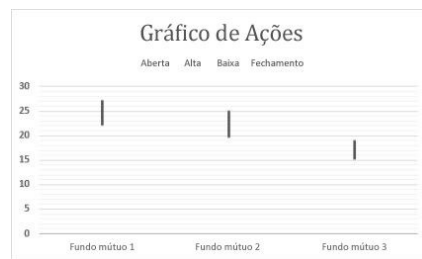 Gráfico de Ações
Aberta Alta Baixa Fechamento
30
25
20
15
10
5
0
Fundo mútuo 1 Fundo mútuo 2 Fundo mútuo 3